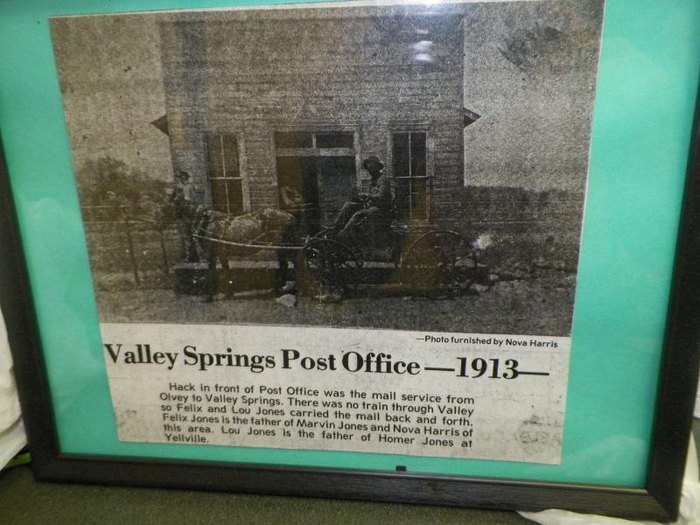 —Photo furnished by Nova Harris
Valley Springs Post Office —1913—
Hack in front of Post Office was the mail service from
Olvey to Valley Springs. There was no train through Valley
so Felix and Lou Jones carried the mail back and forth.
Felix Jones is the father of Marvin Jones and Nova Harris of
this area. Lou Jones is the father of Homer Jones at
Yellville.